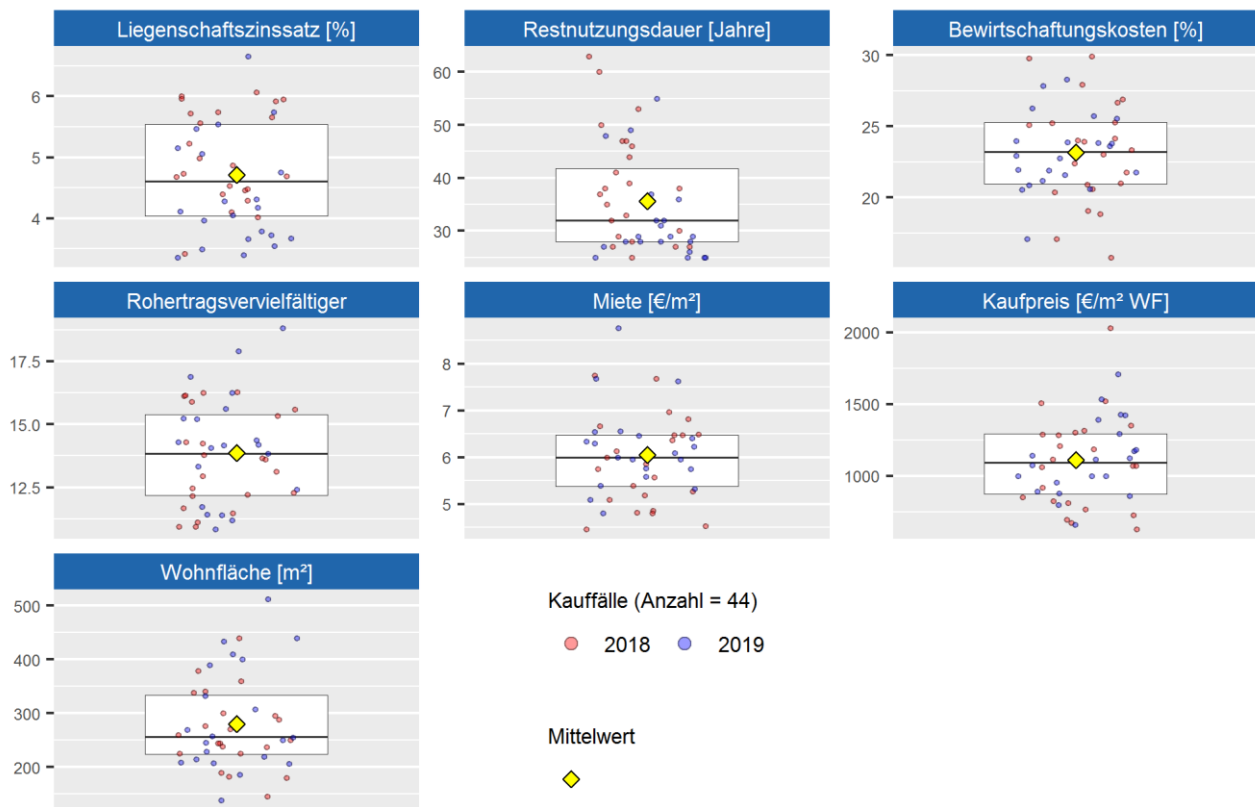 Liegenschaftszinssatz [%]
6
5
4
Restnutzungsdauer [Jahre]
60
50
40
30
Bewirtschaftungskosten [%]
30
25
20
Rohertragsvervielfältiger
17.5
15.0
12.5
Miete [€/m²]
8
7
6
5
Kaufpreis [€/m² WF]
2000
1500
1000
Wohnfläche [m²]
500
400
300
200
Kauffälle (Anzahl = 44)
2018 2019
Mittelwert